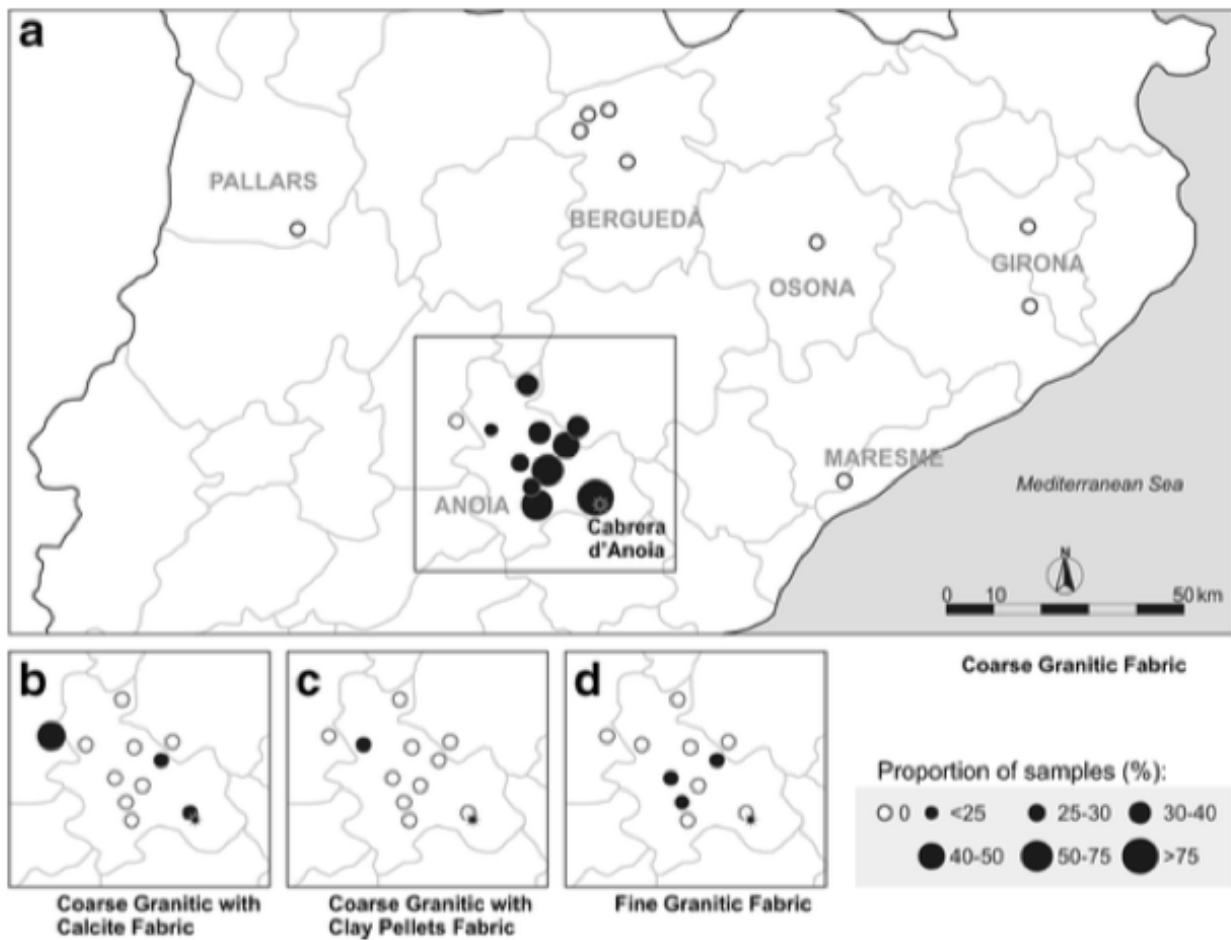 a
PALLARS
BERGUEDÀ
OSONA
GIRONA
MARESME
Mediterranean Sea
ANOIA
Cabrera
d'Anoia
N
0 10 50 km
b
c
d
Coarse Granitic Fabric
Proportion of samples (%):
0 <25 25-30 30-40
40-50 50-75 >75
Coarse Granitic with
Calcite Fabric
Coarse Granitic with
Clay Pellets Fabric
Fine Granitic Fabric